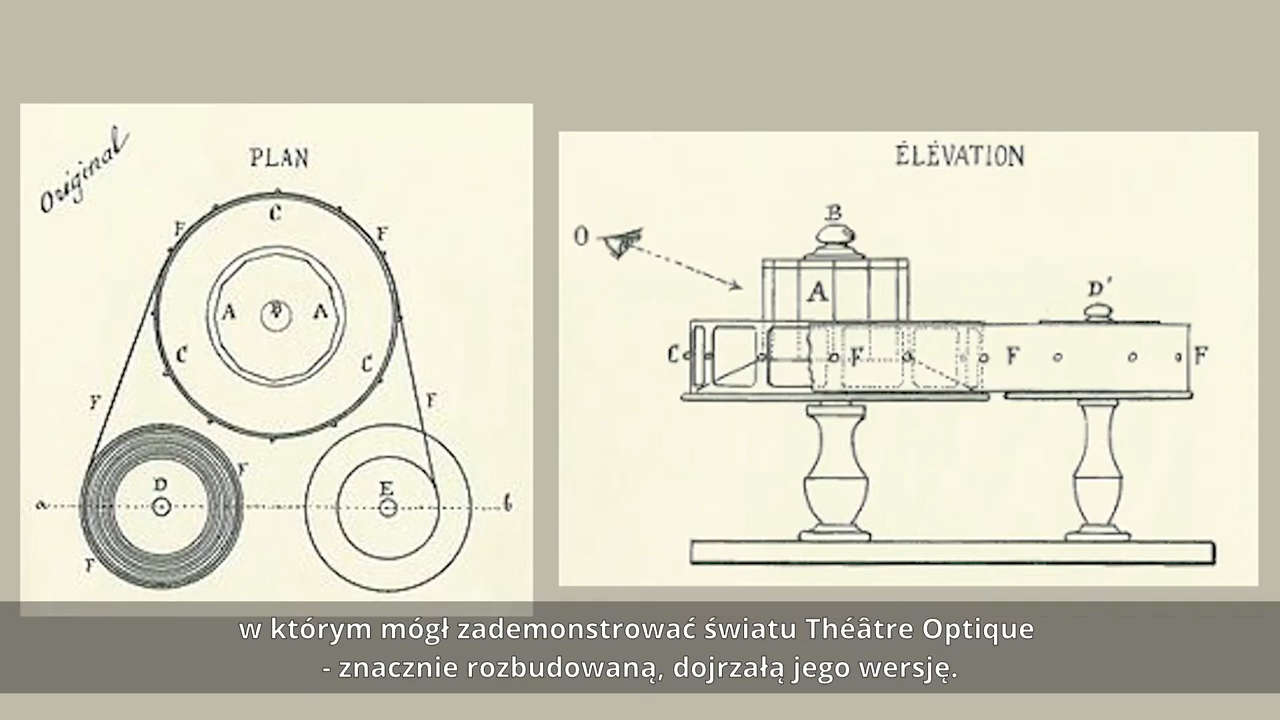 Original
PLAN
C
F
F
A
B
A
C
C
F
F
F
D
E
a
b
F
ÉLÉVATION
B
O
A
D'
C
F
F
F
w którym mógł zademonstrować światu Théâtre Optique
- znacznie rozbudowaną, dojrzałą jego wersję.